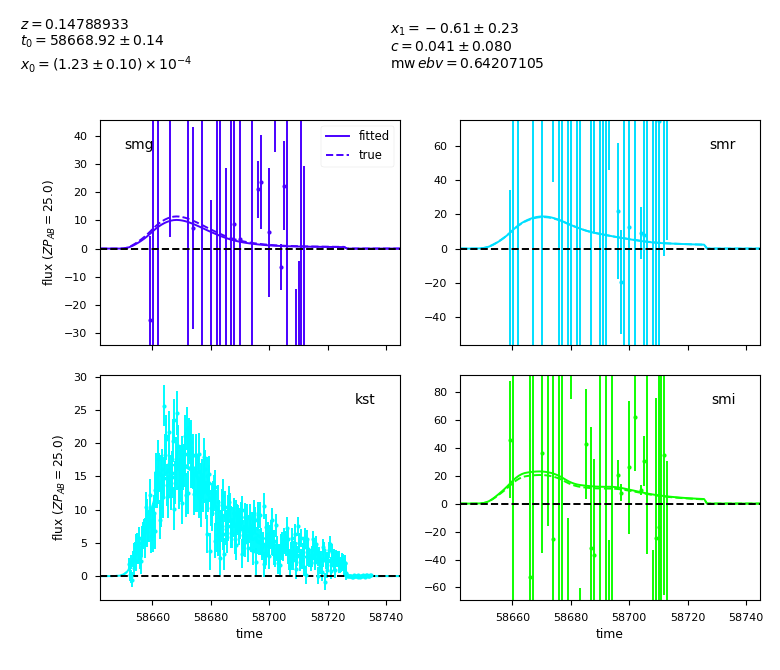 z = 0.14788933
t₀ = 58668.92 ± 0.14
x₀ = (1.23 ± 0.10) × 10⁻⁴
x₁ = −0.61 ± 0.23
c = 0.041 ± 0.080
mw ebv = 0.64207105
smg
fitted
true
40
30
20
10
0
−10
−20
−30
flux (ZP_AB = 25.0)
smr
60
40
20
0
−20
−40
kst
30
25
20
15
10
5
0
flux (ZP_AB = 25.0)
58660 58680 58700 58720 58740
time
smi
80
60
40
20
0
−20
−40
−60
58660 58680 58700 58720 58740
time